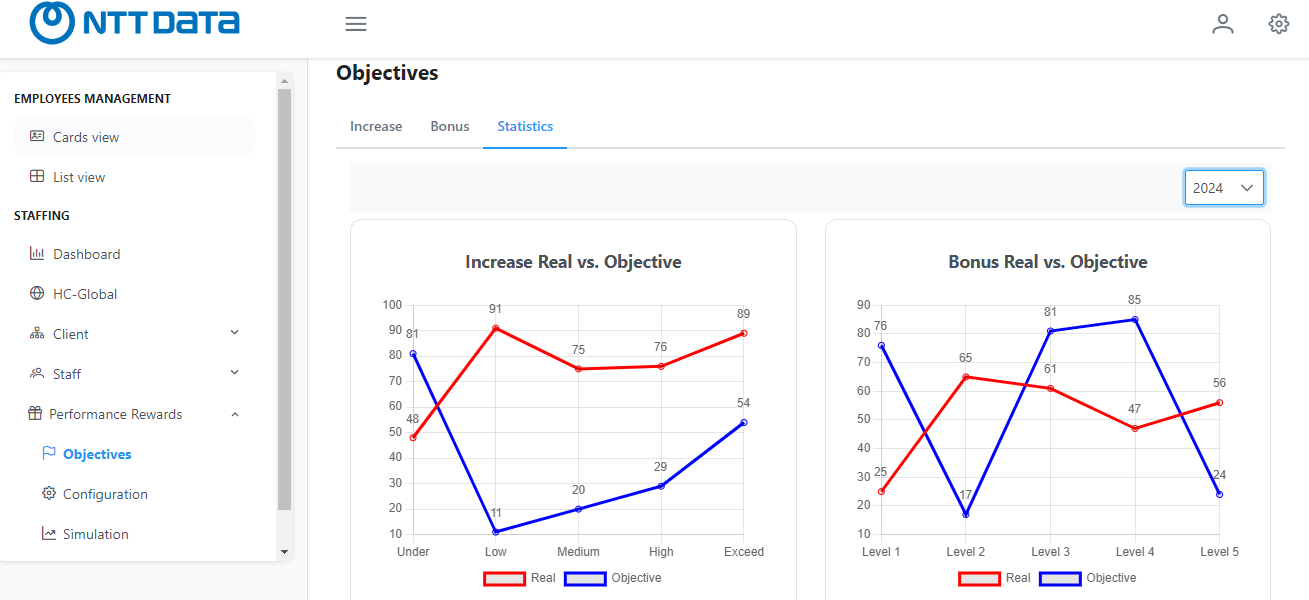 NTT DATA
EMPLOYEES MANAGEMENT
Cards view
List view
STAFFING
Dashboard
HC-Global
Client
Staff
Performance Rewards
Objectives
Configuration
Simulation
Objectives
Increase Bonus Statistics
2024
Increase Real vs. Objective
100
90
80
70
60
50
40
30
20
10
81
48
91
11
75
20
76
29
89
54
Under Low Medium High Exceed
Real Objective
Bonus Real vs. Objective
90
80
70
60
50
40
30
20
10
76
25
65
17
81
61
85
47
56
24
Level 1 Level 2 Level 3 Level 4 Level 5
Real Objective